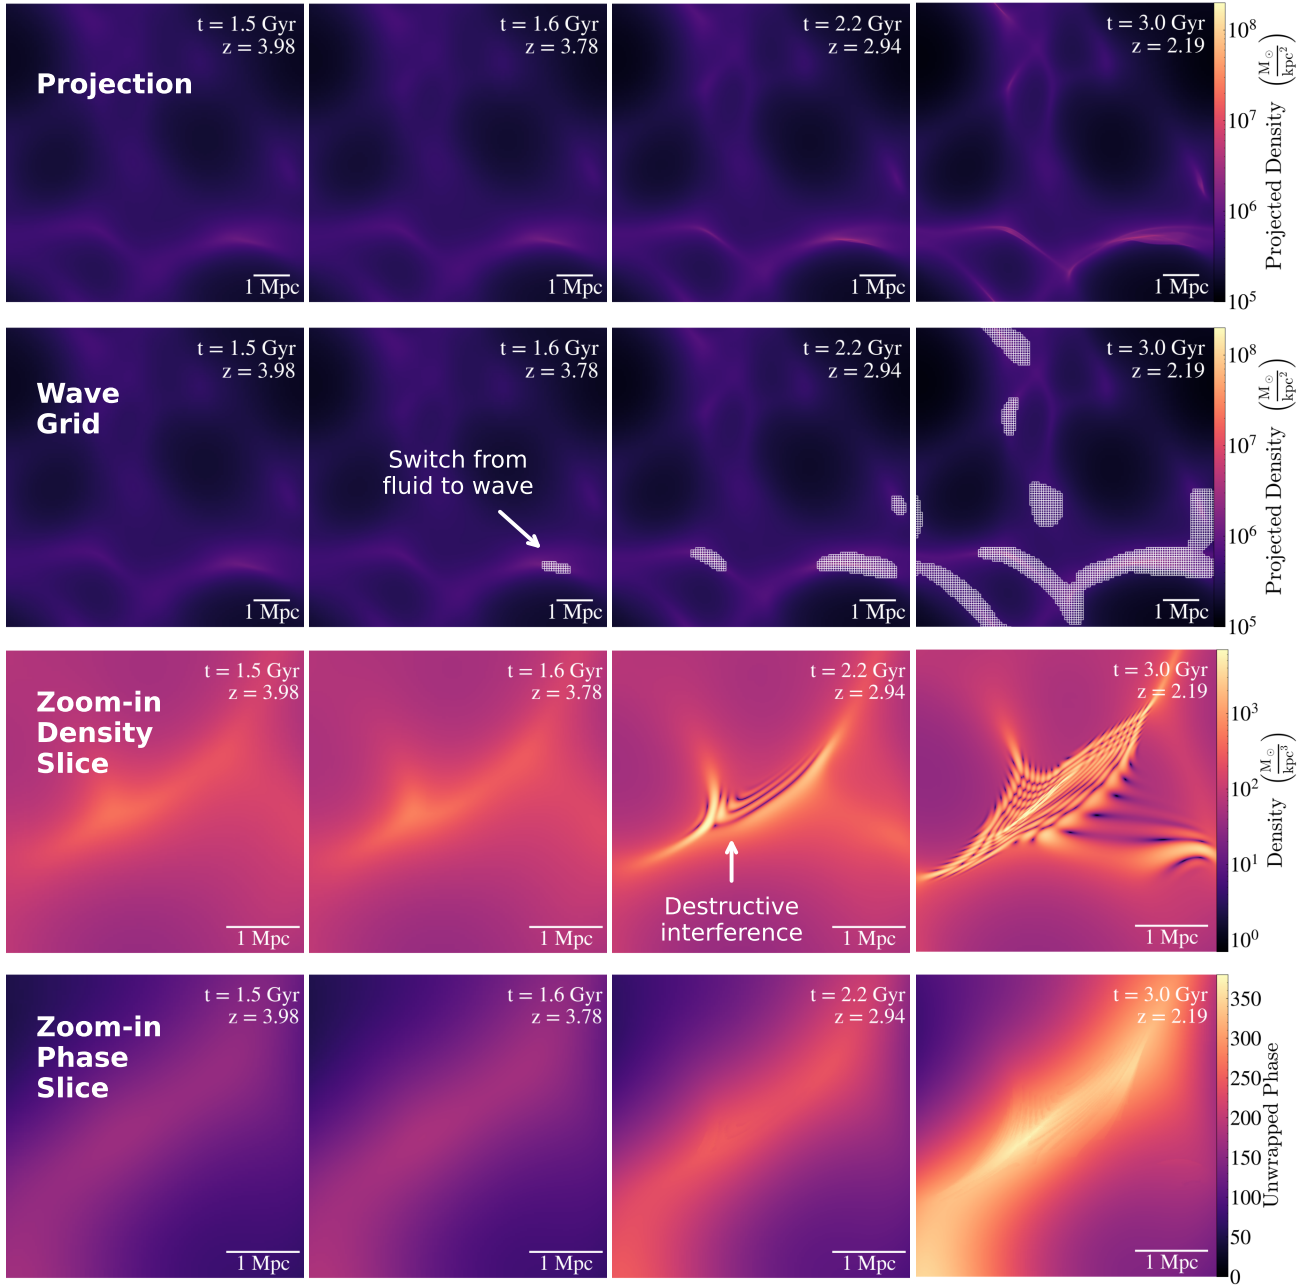 Projection
t = 1.5 Gyr
z = 3.98
1 Mpc
t = 1.6 Gyr
z = 3.78
1 Mpc
t = 2.2 Gyr
z = 2.94
1 Mpc
t = 3.0 Gyr
z = 2.19
1 Mpc
10^8
10^7
10^6
10^5
Projected Density (M⊙/kpc²)
Wave
Grid
t = 1.5 Gyr
z = 3.98
1 Mpc
t = 1.6 Gyr
z = 3.78
Switch from
fluid to wave
1 Mpc
t = 2.2 Gyr
z = 2.94
1 Mpc
t = 3.0 Gyr
z = 2.19
1 Mpc
10^8
10^7
10^6
10^5
Projected Density (M⊙/kpc²)
Zoom-in
Density
Slice
t = 1.5 Gyr
z = 3.98
1 Mpc
t = 1.6 Gyr
z = 3.78
1 Mpc
t = 2.2 Gyr
z = 2.94
Destructive
interference
1 Mpc
t = 3.0 Gyr
z = 2.19
1 Mpc
10^3
10^2
10^1
10^0
Density (M⊙/kpc³)
Zoom-in
Phase
Slice
t = 1.5 Gyr
z = 3.98
1 Mpc
t = 1.6 Gyr
z = 3.78
1 Mpc
t = 2.2 Gyr
z = 2.94
1 Mpc
t = 3.0 Gyr
z = 2.19
1 Mpc
350
300
250
200
150
100
50
0
Unwrapped Phase